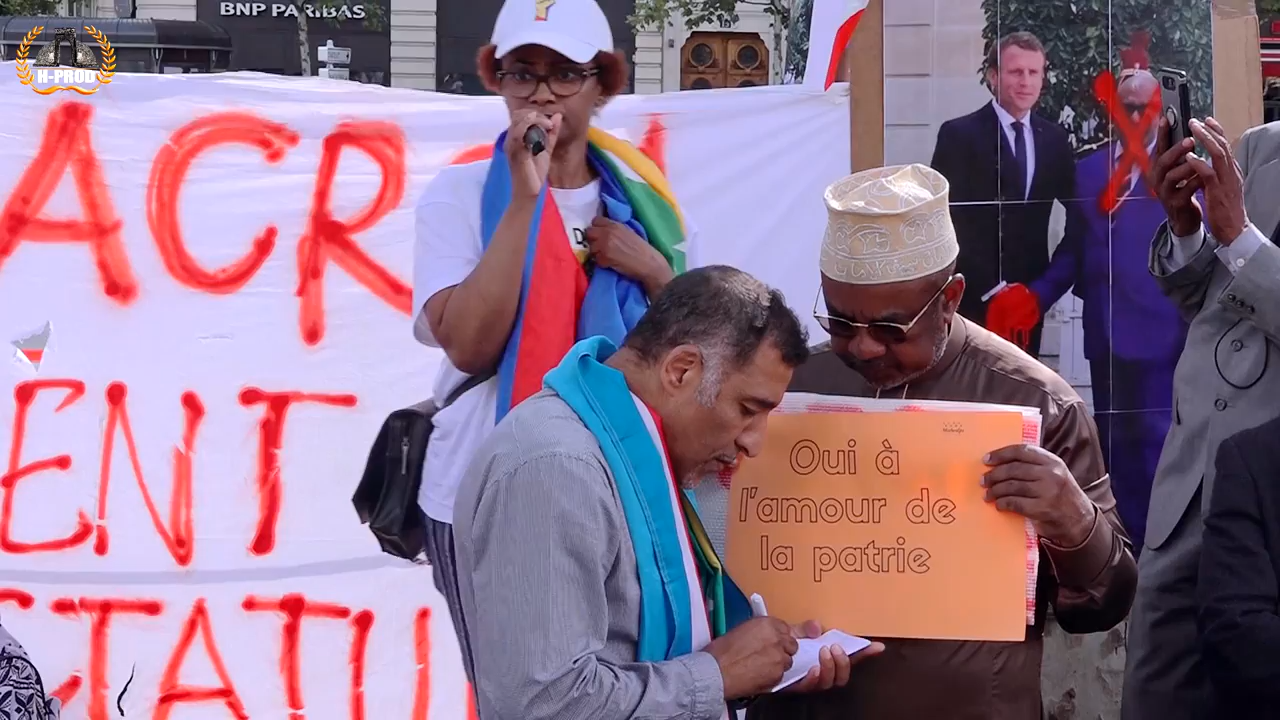 BNP PARIBAS
H-PROD
ACR
ENT
TATU
Oui à
l'amour de
la patrie